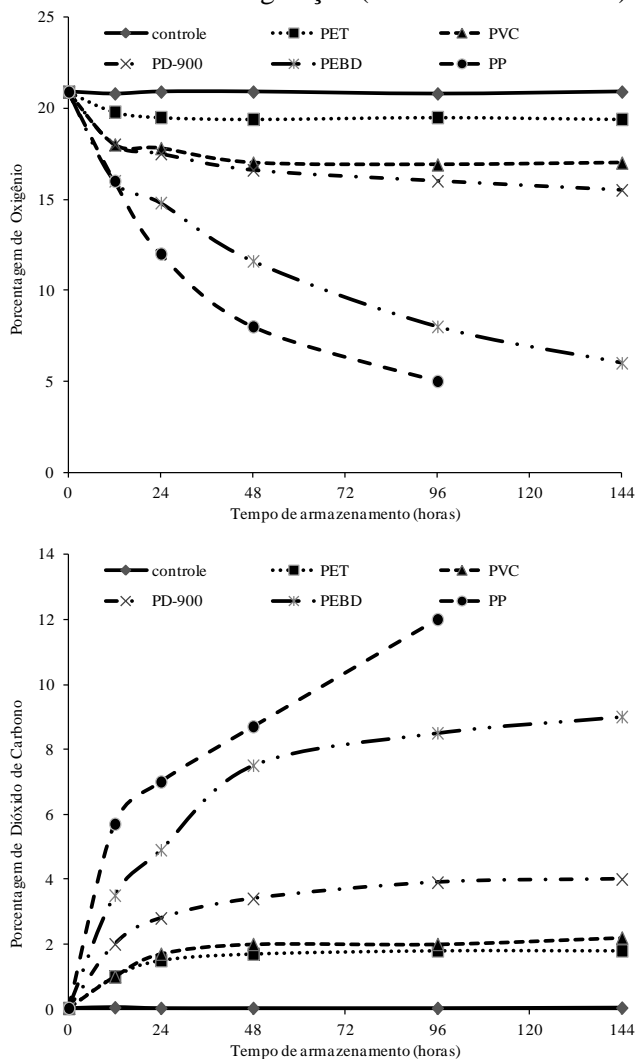 controle PET PVC
PD-900 PEBD PP
25
20
15
10
5
0
Porcentagem de Oxigênio
0 24 48 72 96 120 144
Tempo de armazenamento (horas)
14
12
10
8
6
4
2
0
controle PET PVC
PD-900 PEBD PP
Porcentagem de Dióxido de Carbono
0 24 48 72 96 120 144
Tempo de armazenamento (horas)